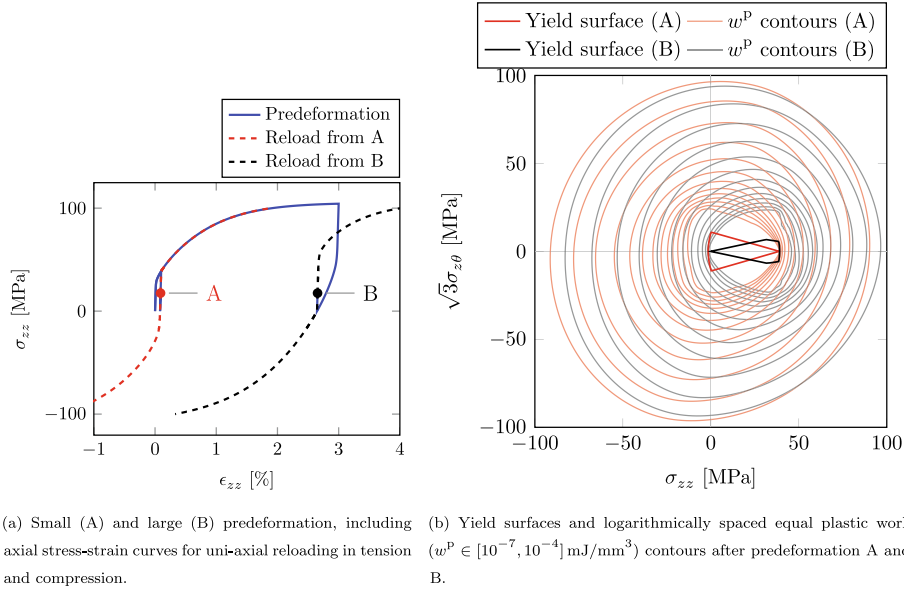 Yield surface (A)
w^p contours (A)
Yield surface (B)
w^p contours (B)
Predeformation
Reload from A
Reload from B
100
0
−100
σ_zz [MPa]
A
B
−1
0
1
2
3
4
ϵ_zz [%]
100
50
0
−50
−100
√3σ_zθ [MPa]
−100
−50
0
50
100
σ_zz [MPa]
(a) Small (A) and large (B) predeformation, including
axial stress-strain curves for uni-axial reloading in tension
and compression.
(b) Yield surfaces and logarithmically spaced equal plastic work
(w^p ∈ [10^−7, 10^−4] mJ/mm^3) contours after predeformation A and
B.